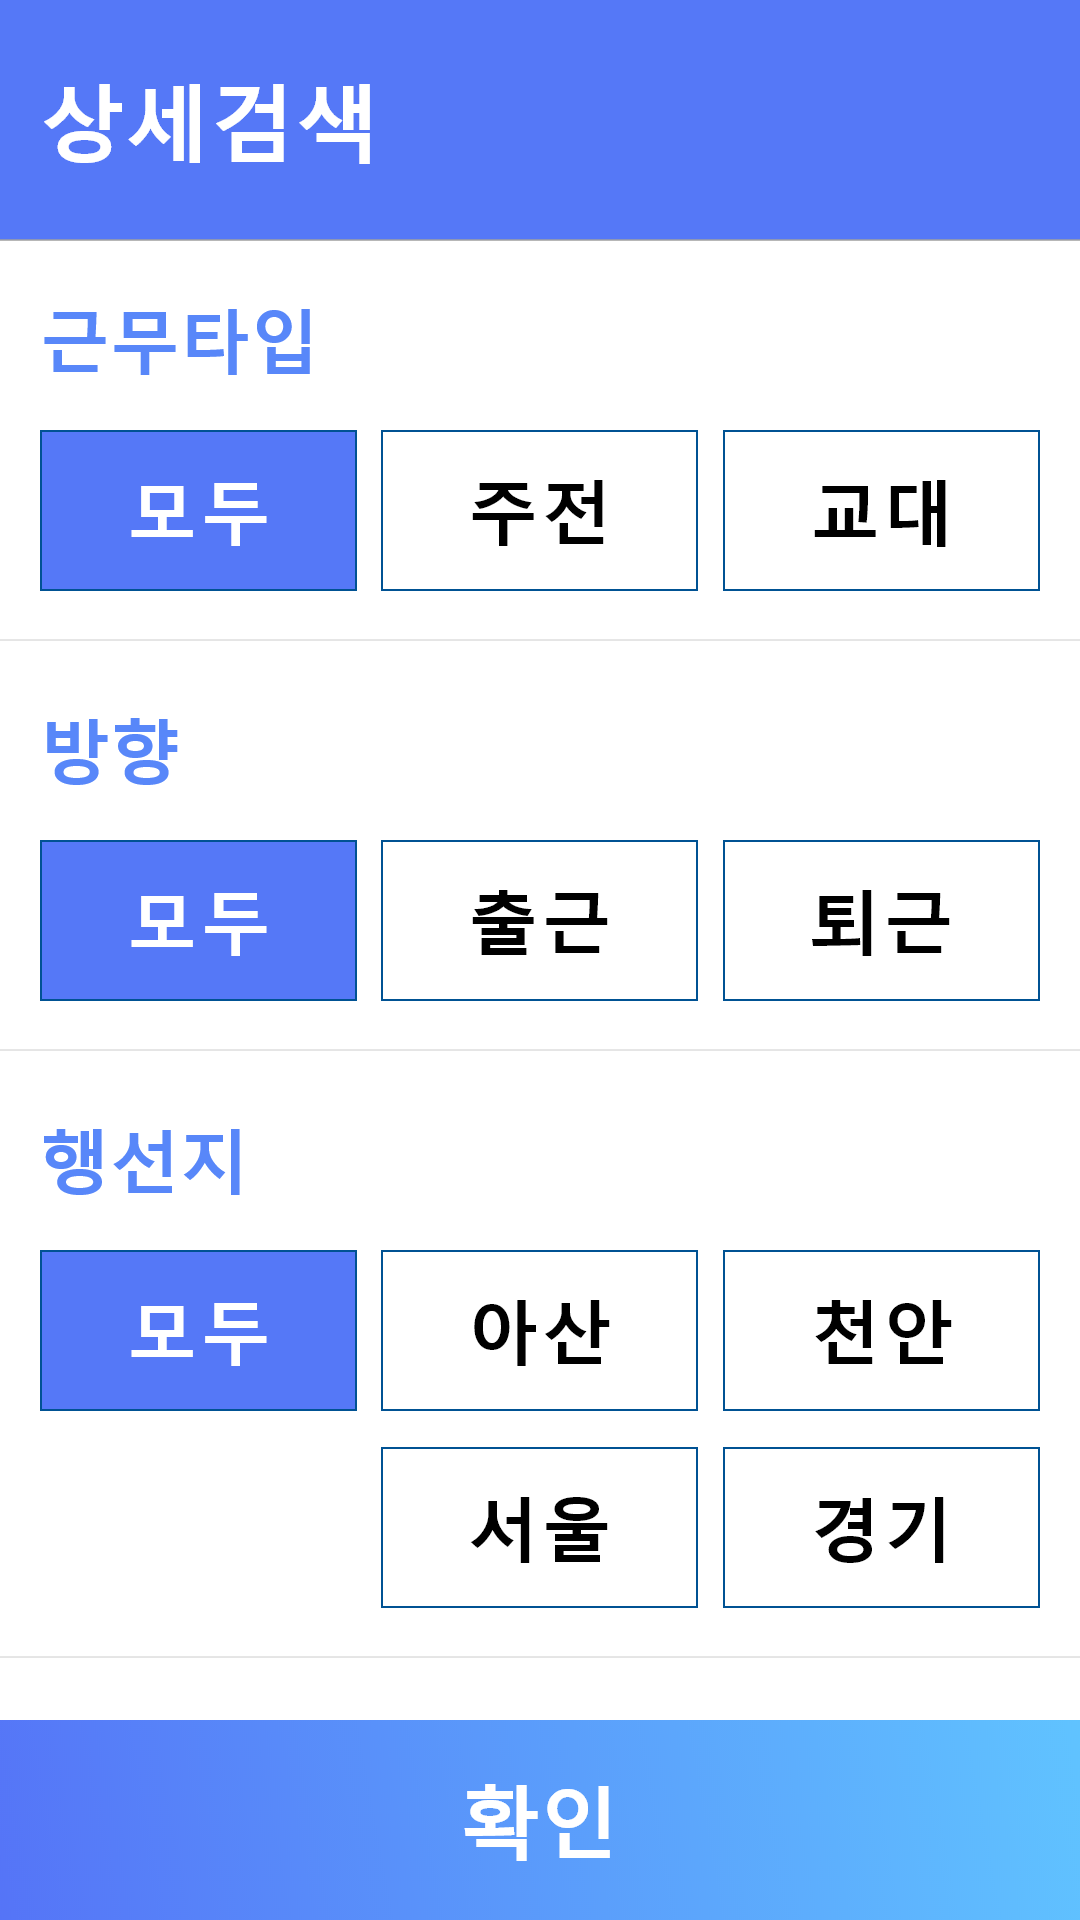 상세검색
근무타입
모두 주전 교대
방향
모두 출근 퇴근
행선지
모두 아산 천안
서울 경기
확인